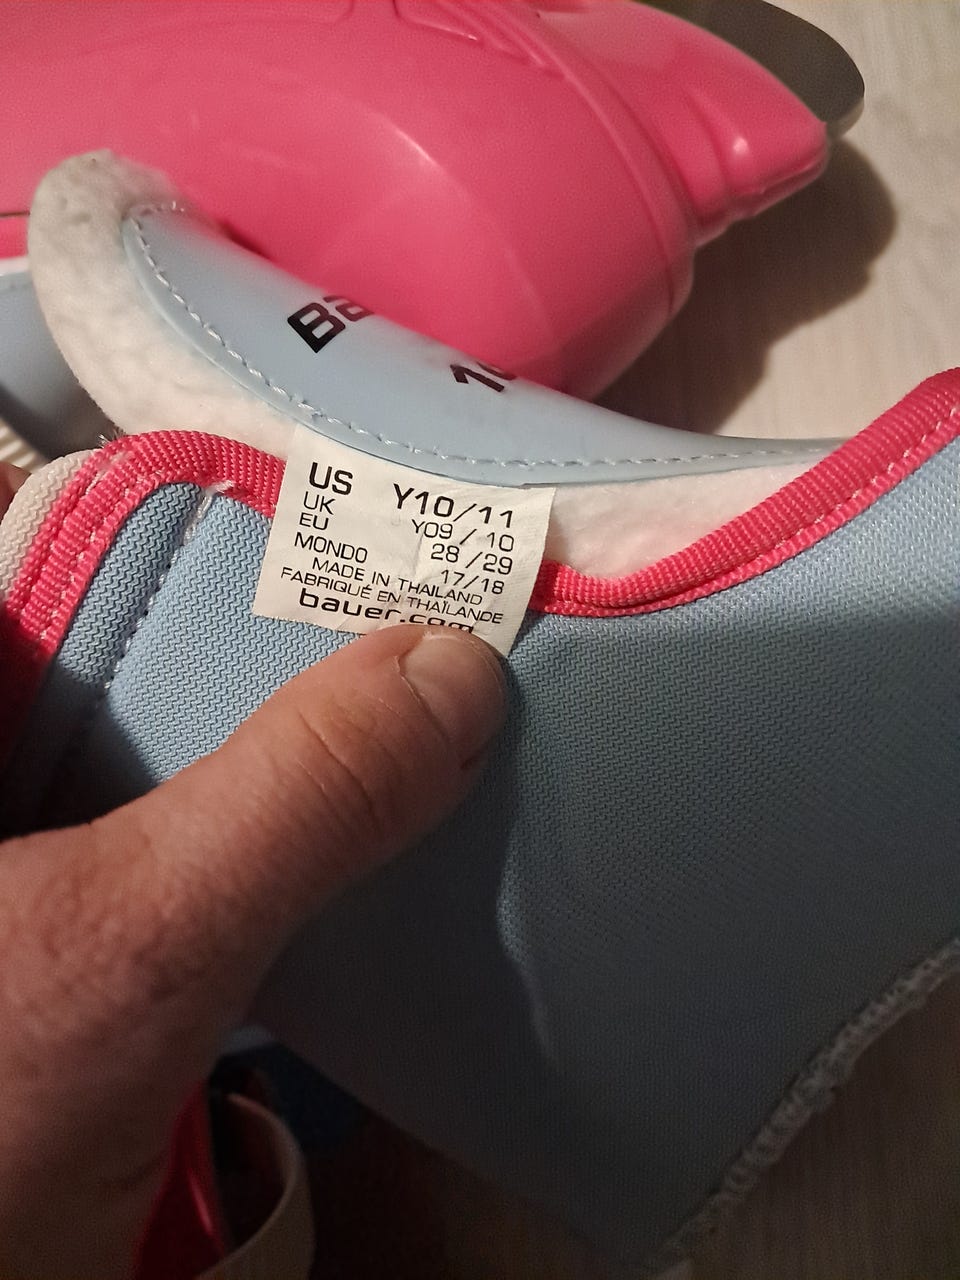 Ba
US Y10/11
UK Y09 / 10
EU 28 /29
MONDO 17/18
MADE IN THAILAND
FABRIQUÉ EN THAÏLANDE
bauer.com